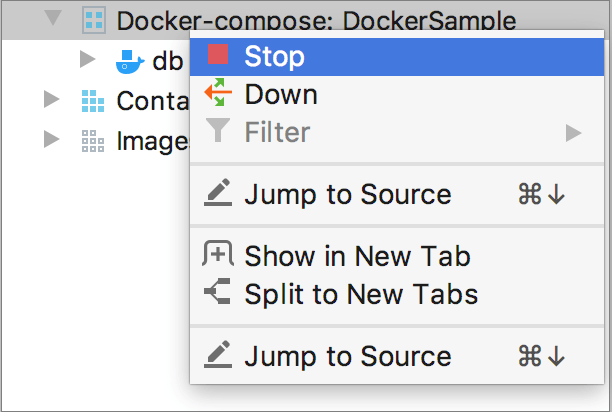 Docker-compose: DockerSample
Stop
db
Down
Conta
Filter
Image
Jump to Source ⌘↓
Show in New Tab
Split to New Tabs
Jump to Source ⌘↓